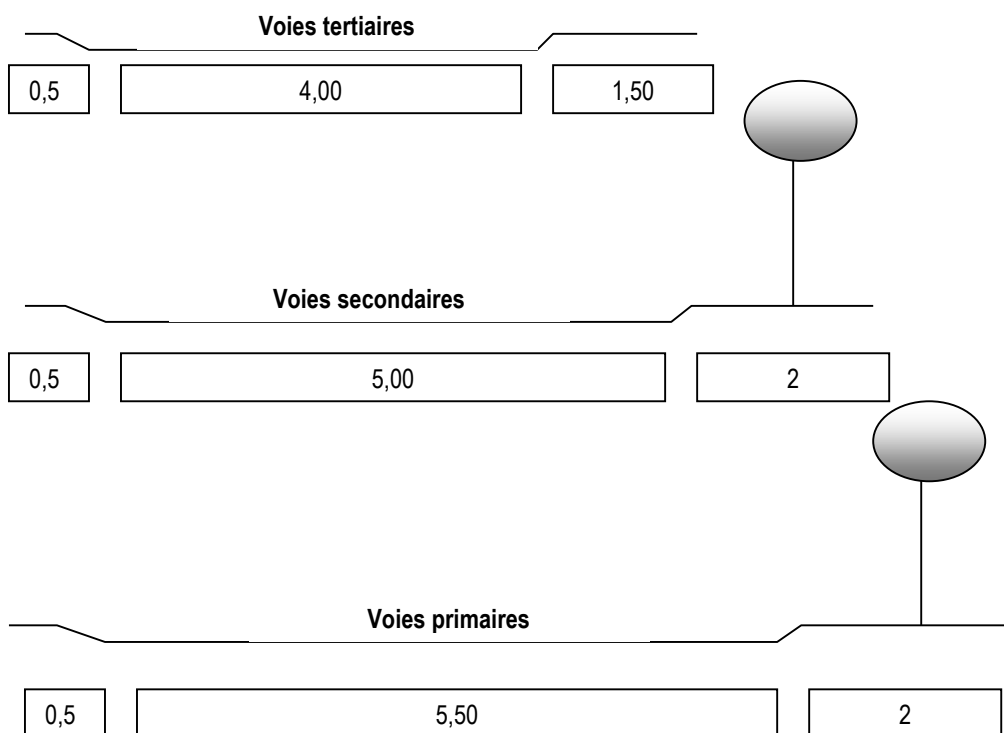 Voies tertiaires
0,5 4,00 1,50
Voies secondaires
0,5 5,00 2
Voies primaires
0,5 5,50 2